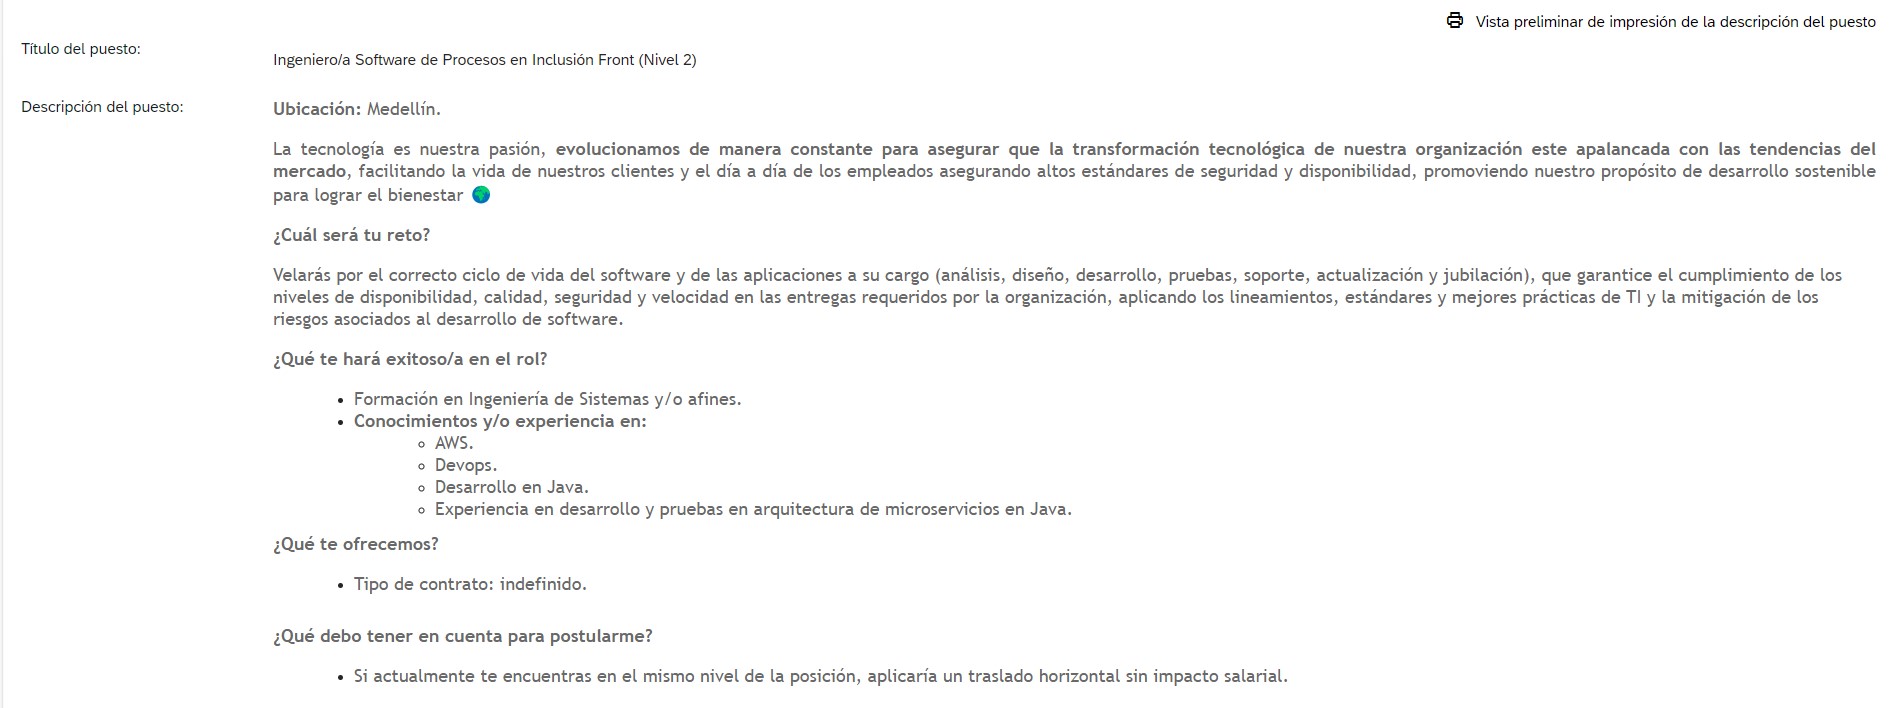 Vista preliminar de impresión de la descripción del puesto
Título del puesto:
Ingeniero/a Software de Procesos en Inclusión Front (Nivel 2)
Descripción del puesto:
Ubicación: Medellín.
La tecnología es nuestra pasión, evolucionamos de manera constante para asegurar que la transformación tecnológica de nuestra organización este apalancada con las tendencias del
mercado, facilitando la vida de nuestros clientes y el día a día de los empleados asegurando altos estándares de seguridad y disponibilidad, promoviendo nuestro propósito de desarrollo sostenible
para lograr el bienestar 🌍
¿Cuál será tu reto?
Velarás por el correcto ciclo de vida del software y de las aplicaciones a su cargo (análisis, diseño, desarrollo, pruebas, soporte, actualización y jubilación), que garantice el cumplimiento de los
niveles de disponibilidad, calidad, seguridad y velocidad en las entregas requeridos por la organización, aplicando los lineamientos, estándares y mejores prácticas de TI y la mitigación de los
riesgos asociados al desarrollo de software.
¿Qué te hará exitoso/a en el rol?
• Formación en Ingeniería de Sistemas y/o afines.
• Conocimientos y/o experiencia en:
◦ AWS.
◦ Devops.
◦ Desarrollo en Java.
◦ Experiencia en desarrollo y pruebas en arquitectura de microservicios en Java.
¿Qué te ofrecemos?
• Tipo de contrato: indefinido.
¿Qué debo tener en cuenta para postularme?
• Si actualmente te encuentras en el mismo nivel de la posición, aplicaría un traslado horizontal sin impacto salarial.